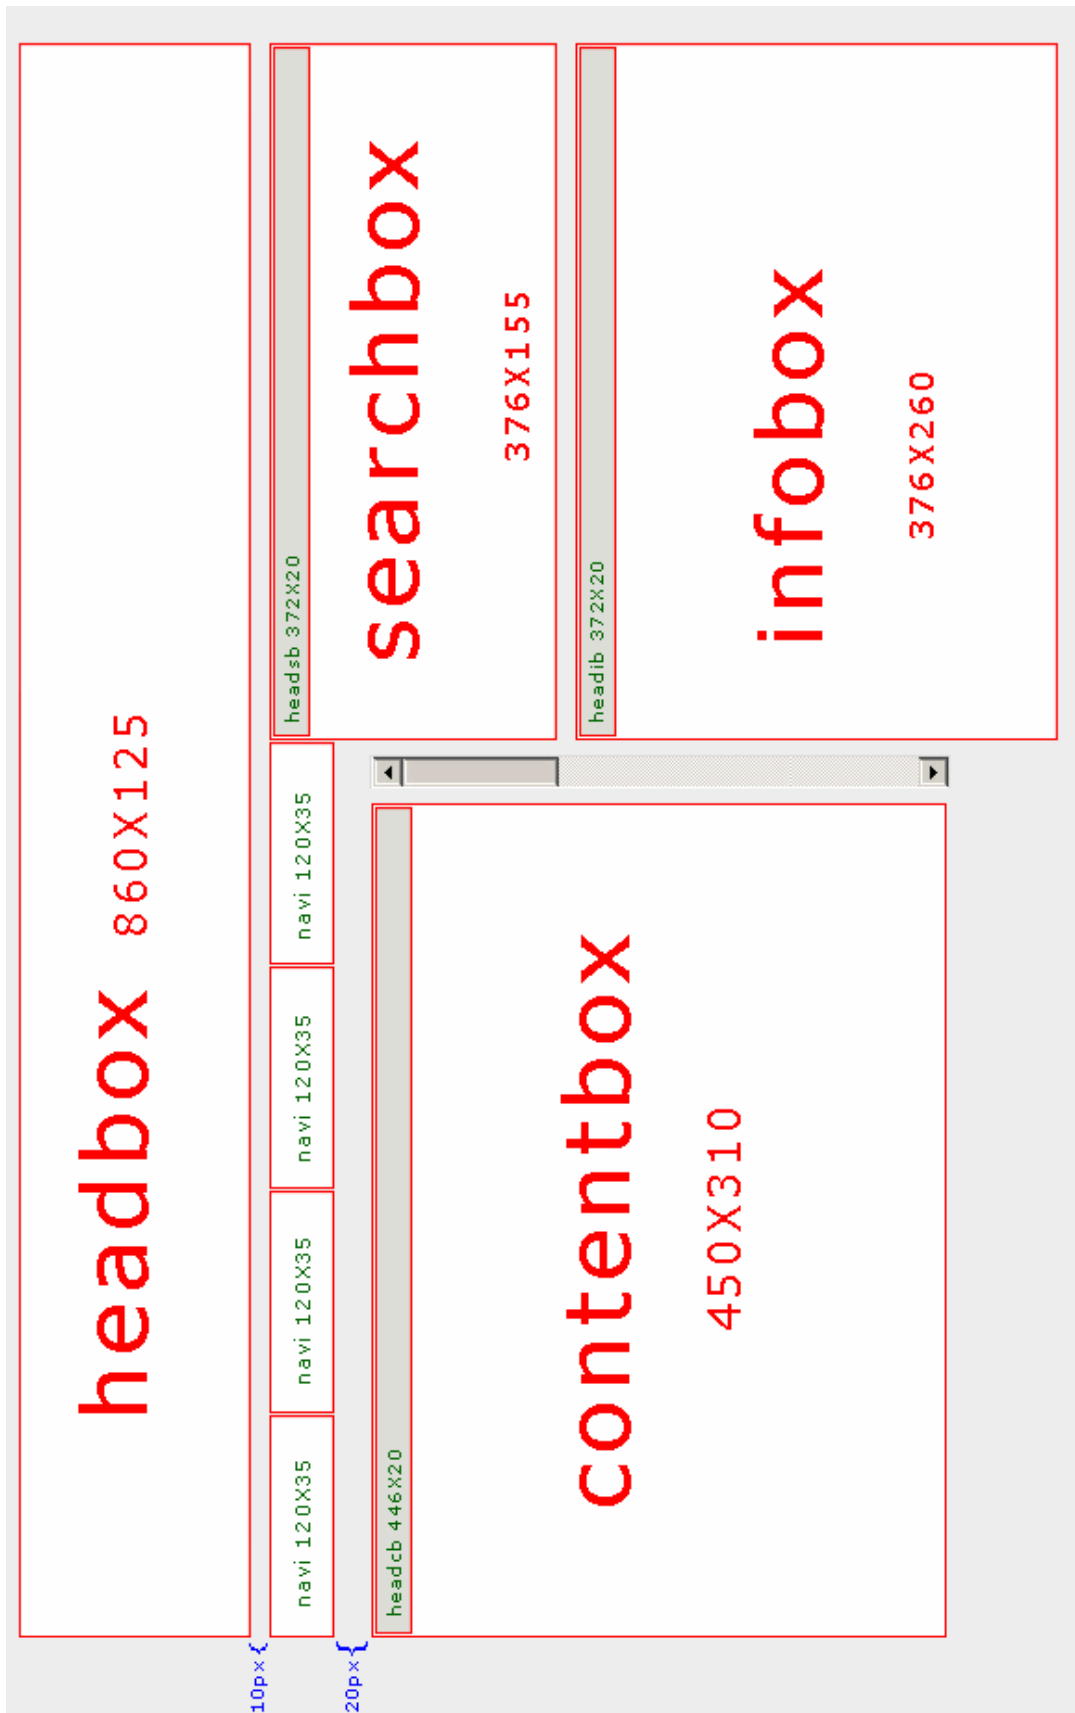 headbox 860X125
10px{
navi 120X35
navi 120X35
navi 120X35
navi 120X35
headsb 372X20
searchbox
376X155
20px{
headcb 446X20
contentbox
450X310
headib 372X20
infobox
376X260